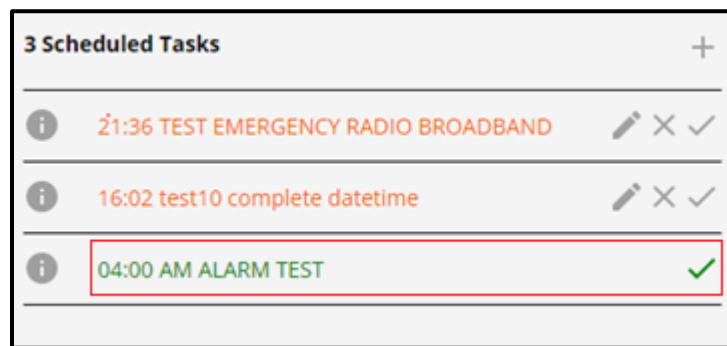 3 Scheduled Tasks
21:36 TEST EMERGENCY RADIO BROADBAND
16:02 test10 complete datetime
04:00 AM ALARM TEST